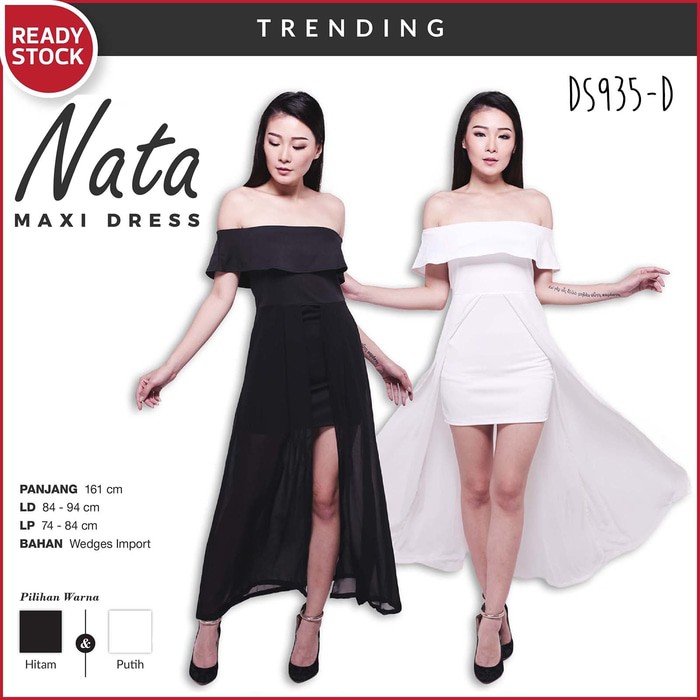 TRENDING
READY
STOCK
DS935-D
Nata
MAXI DRESS
PANJANG 161 cm
LD 84 - 94 cm
LP 74 - 84 cm
BAHAN Wedges Import
Pilihan Warna
&
Hitam
Putih